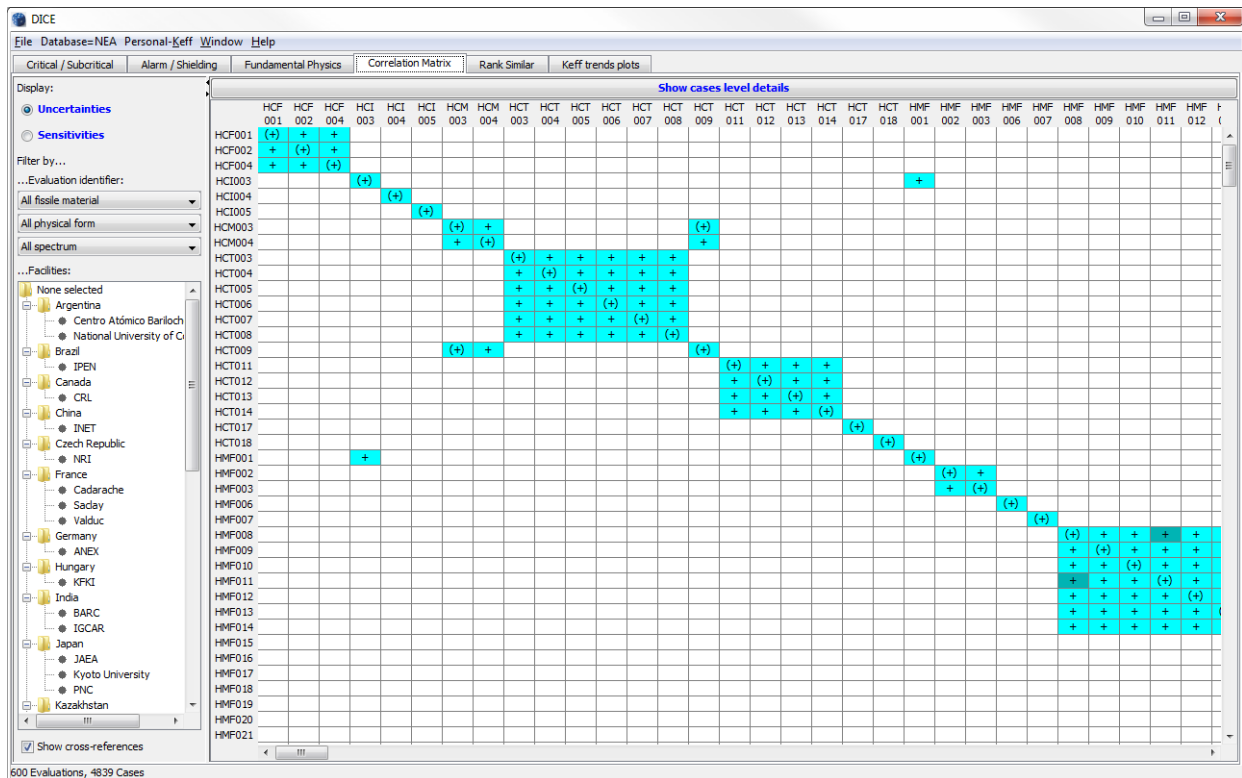 DICE
File Database=NEA Personal-Keff Window Help
Critical / Subcritical Alarm / Shielding Fundamental Physics Correlation Matrix Rank Similar Keff trends plots
Display:
Uncertainties
Sensitivities
Filter by...
...Evaluation identifier:
All fissile material
All physical form
All spectrum
...Facilities:
None selected
Argentina
Centro Atómico Bariloch
National University of C
Brazil
IPEN
Canada
CRL
China
INET
Czech Republic
NRI
France
Cadarache
Saclay
Valduc
Germany
ANEX
Hungary
KFKI
India
BARC
IGCAR
Japan
JAEA
Kyoto University
PNC
Kazakhstan
Show cross-references
Show cases level details
HCF HCF HCF HCI HCI HCI HCM HCM HCT HCT HCT HCT HCT HCT HCT HCT HCT HCT HCT HCT HCT HMF HMF HMF HMF HMF HMF HMF HMF HMF HMF
001 002 004 003 004 005 003 004 003 004 005 006 007 008 009 011 012 013 014 017 018 001 002 003 006 007 008 009 010 011 012
HCF001 (+) + +
HCF002 + (+) +
HCF004 + + (+)
HCI003 (+) +
HCI004 (+)
HCI005 (+)
HCM003 (+) + (+)
HCM004 + (+) +
HCT003 (+) + + + + +
HCT004 + (+) + + + +
HCT005 + + (+) + + +
HCT006 + + + (+) + +
HCT007 + + + + (+) +
HCT008 + + + + + (+)
HCT009 (+) + (+)
HCT011 (+) + + +
HCT012 + (+) + +
HCT013 + + (+) +
HCT014 + + + (+)
HCT017 (+)
HCT018 (+)
HMF001 + (+)
HMF002 (+) +
HMF003 + (+)
HMF006 (+)
HMF007 (+)
HMF008 (+) + + + +
HMF009 + (+) + + +
HMF010 + + (+) + +
HMF011 + + + (+) +
HMF012 + + + + (+)
HMF013 + + + + +
HMF014 + + + + +
HMF015
HMF016
HMF017
HMF018
HMF019
HMF020
HMF021
600 Evaluations, 4839 Cases